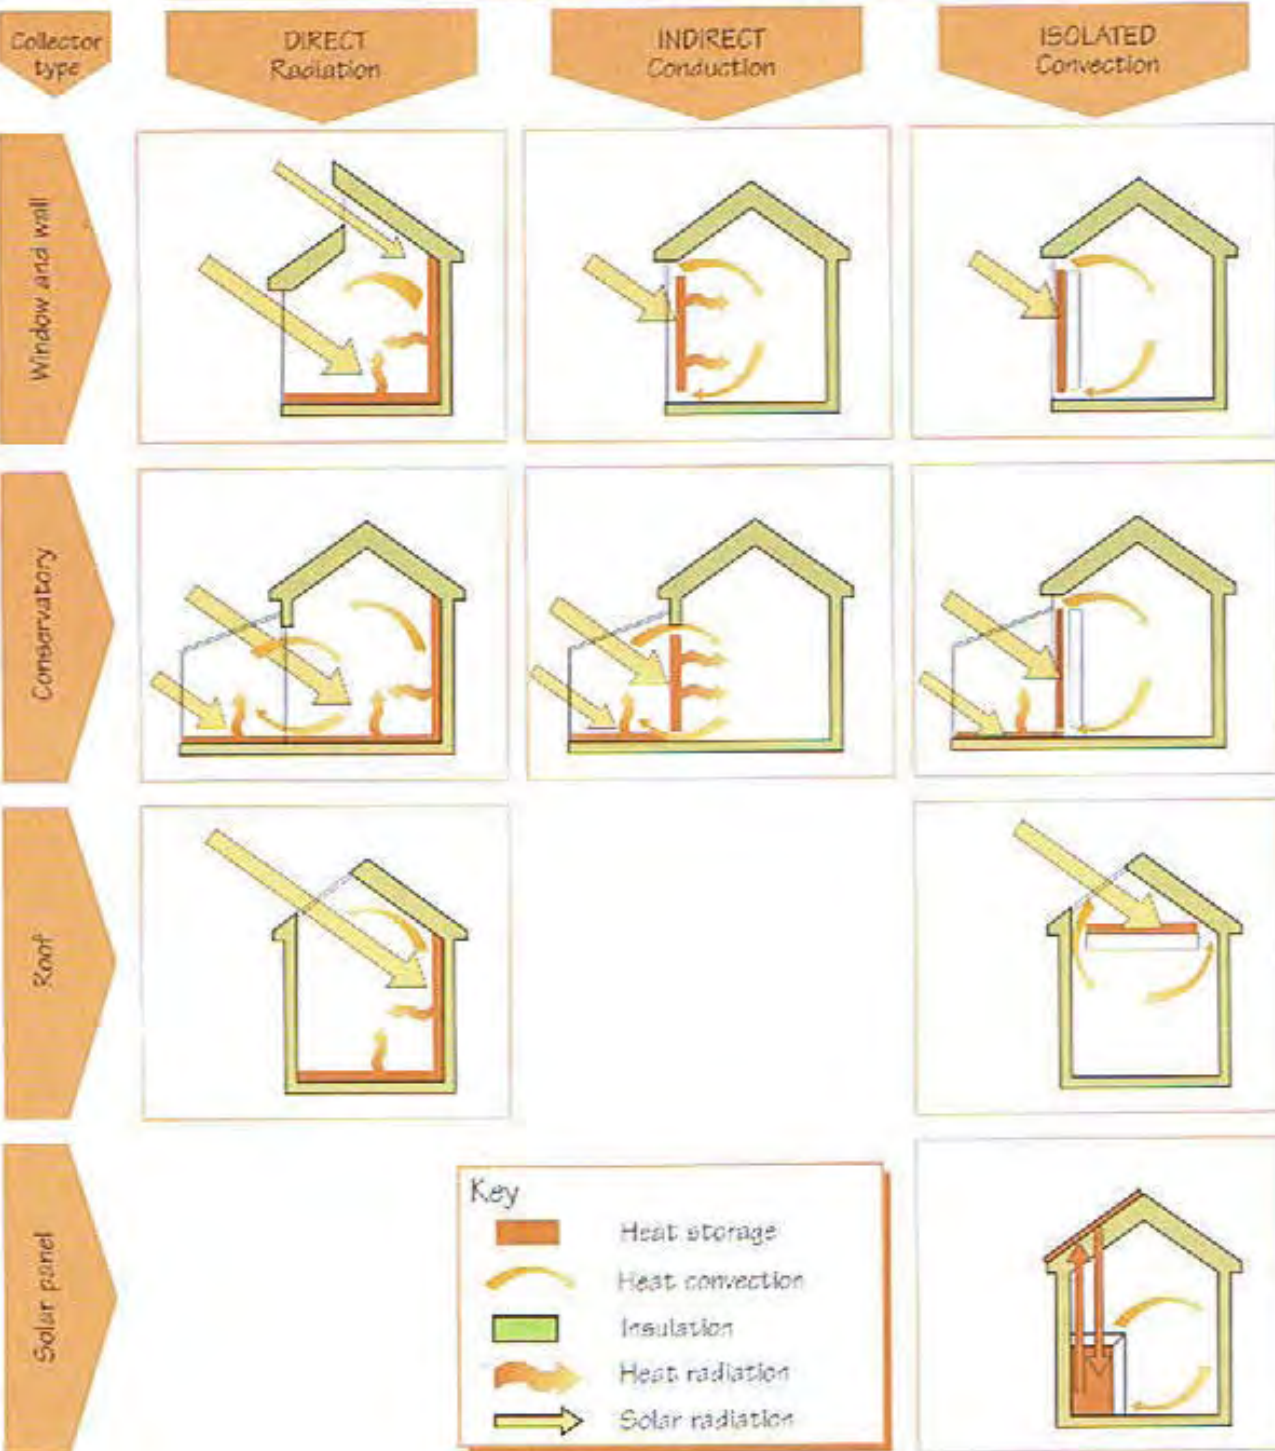 Collector
type
DIRECT
Radiation
INDIRECT
Conduction
ISOLATED
Convection
Window and wall
Conservatory
Roof
Solar panel
Key
Heat storage
Heat convection
Insulation
Heat radiation
Solar radiation